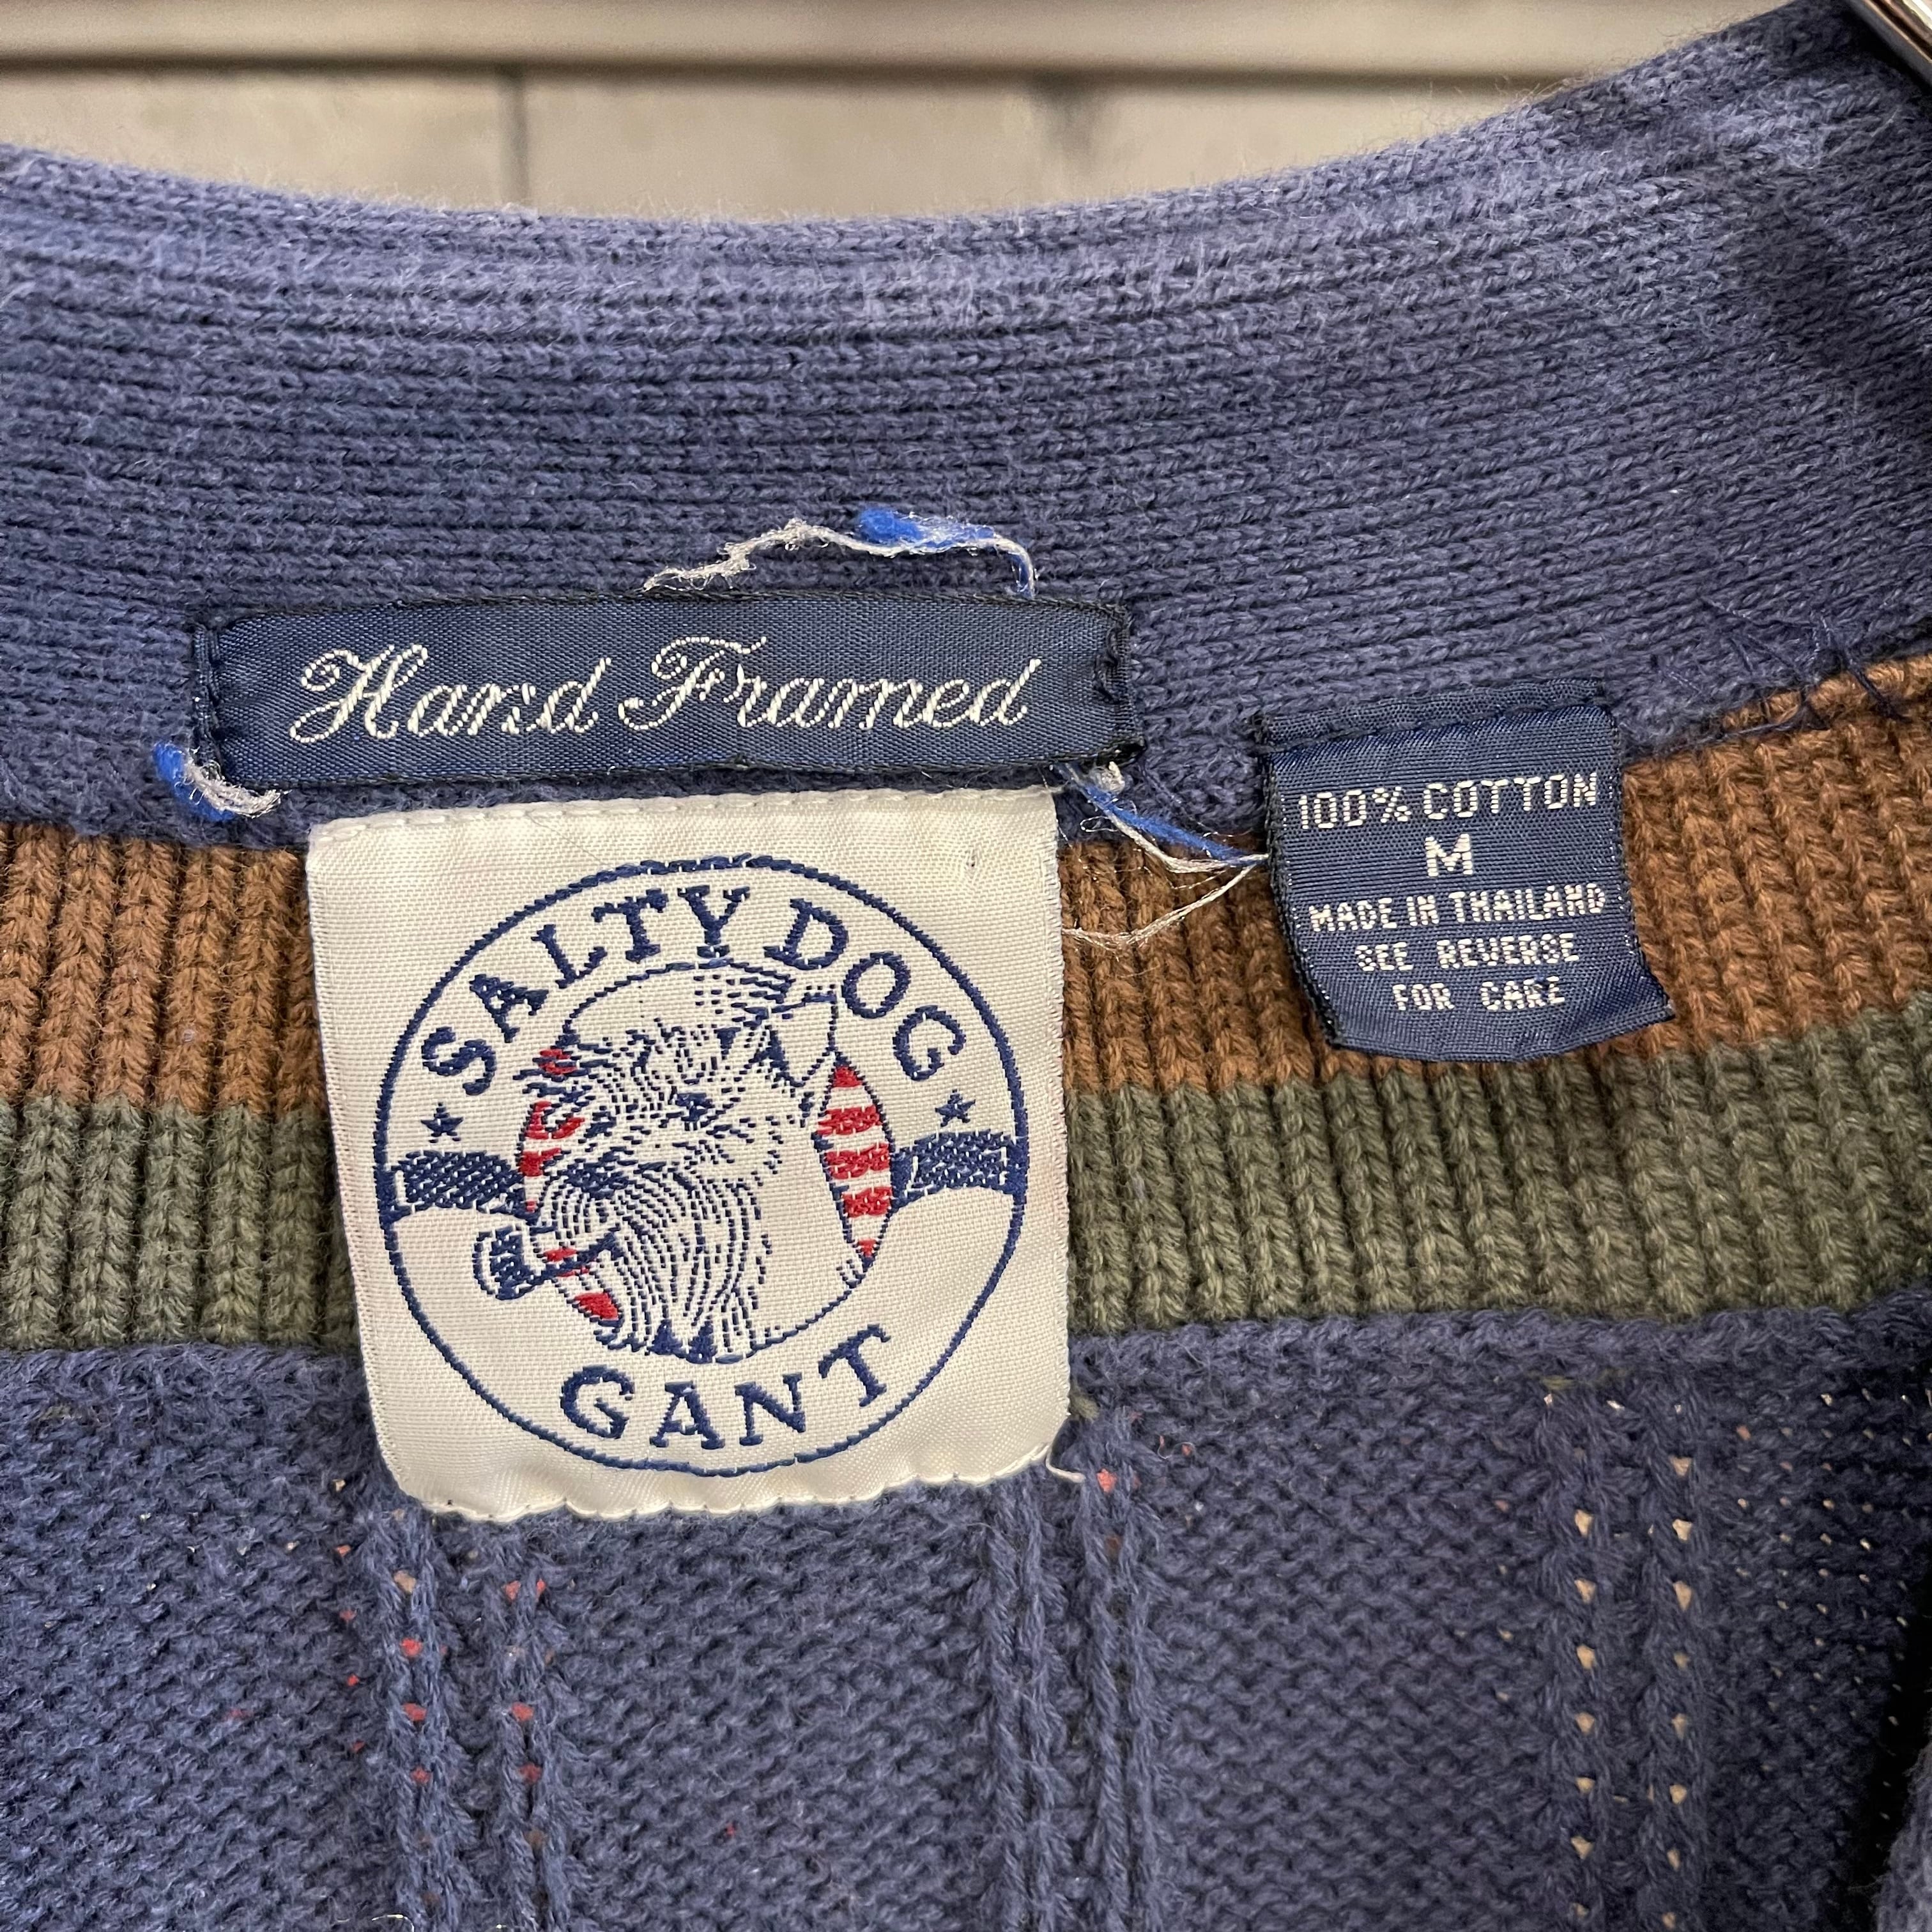 Hand Framed
SALTY DOG
GANT
100% COTTON
M
MADE IN THAILAND
SEE REVERSE
FOR CARE